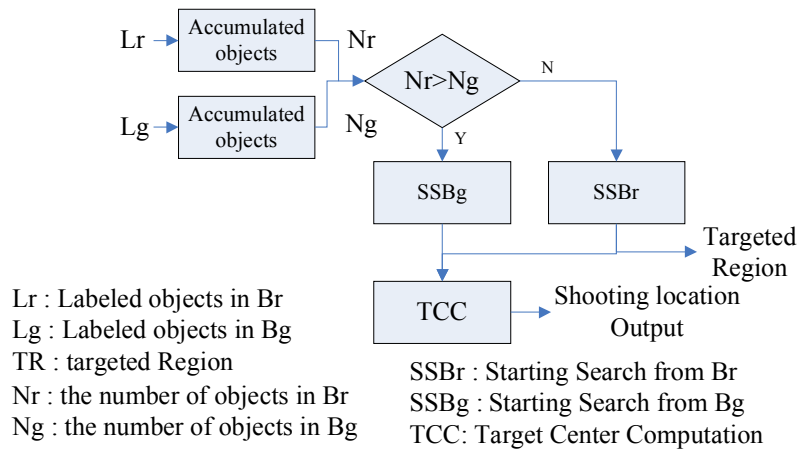 Lr
Accumulated
objects
Nr
Lg
Accumulated
objects
Ng
Nr>Ng
N
Y
SSBg
SSBr
Targeted
Region
TCC
Shooting location
Output
Lr : Labeled objects in Br
Lg : Labeled objects in Bg
TR : targeted Region
Nr : the number of objects in Br
Ng : the number of objects in Bg
SSBr : Starting Search from Br
SSBg : Starting Search from Bg
TCC: Target Center Computation